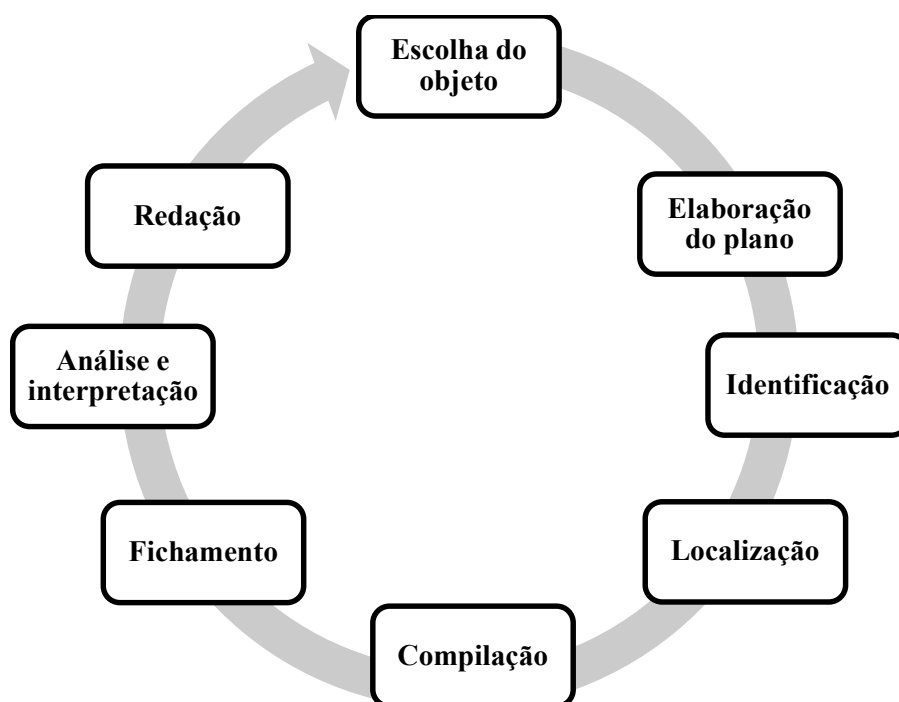 Escolha do
objeto
Elaboração
do plano
Identificação
Localização
Compilação
Fichamento
Análise e
interpretação
Redação